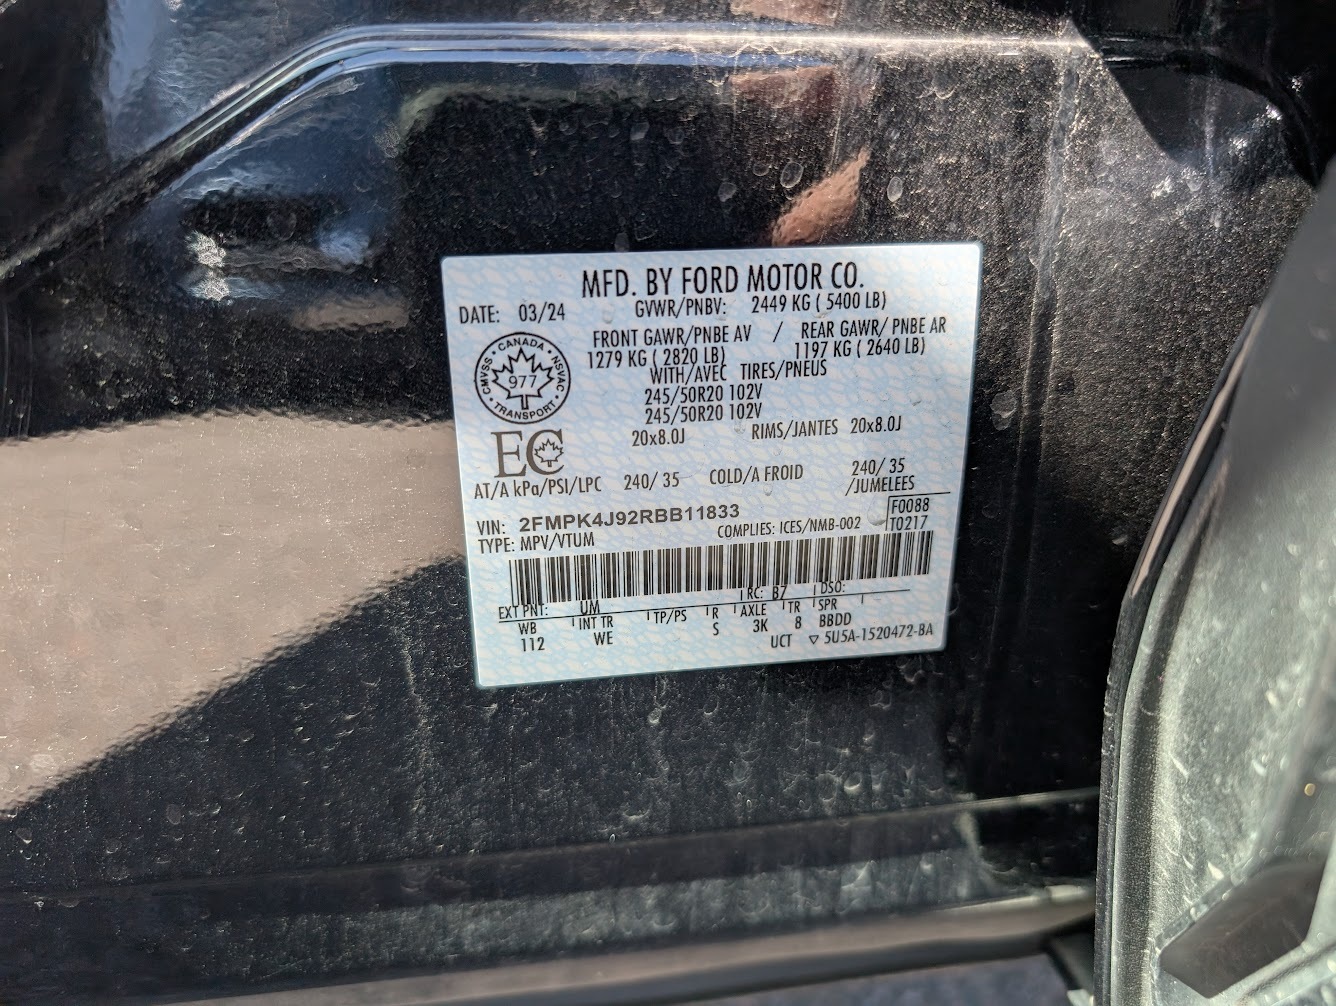 MFD. BY FORD MOTOR CO.
DATE: 03/24 GVWR/PNBV: 2449 KG ( 5400 LB)
FRONT GAWR/PNBE AV / REAR GAWR/ PNBE AR
1279 KG ( 2820 LB) 1197 KG ( 2640 LB)
WITH/AVEC TIRES/PNEUS
245/50R20 102V
245/50R20 102V
20x8.0J RIMS/JANTES 20x8.0J
CANADA
CMVSS NSVAC
977
TRANSPORT
EC
AT/A kPa/PSI/LPC 240/ 35 COLD/A FROID 240/ 35
/JUMELEES
VIN: 2FMPK4J92RBB11833 F0088
TYPE: MPV/VTUM COMPLIES: ICES/NMB-002 T0217
EXT PNT: UM RC: B7 DSO:
WB INT TR TP/PS R AXLE TR SPR
112 WE S 3K 8 BBDD
UCT ▽ 5U5A-1520472-BA